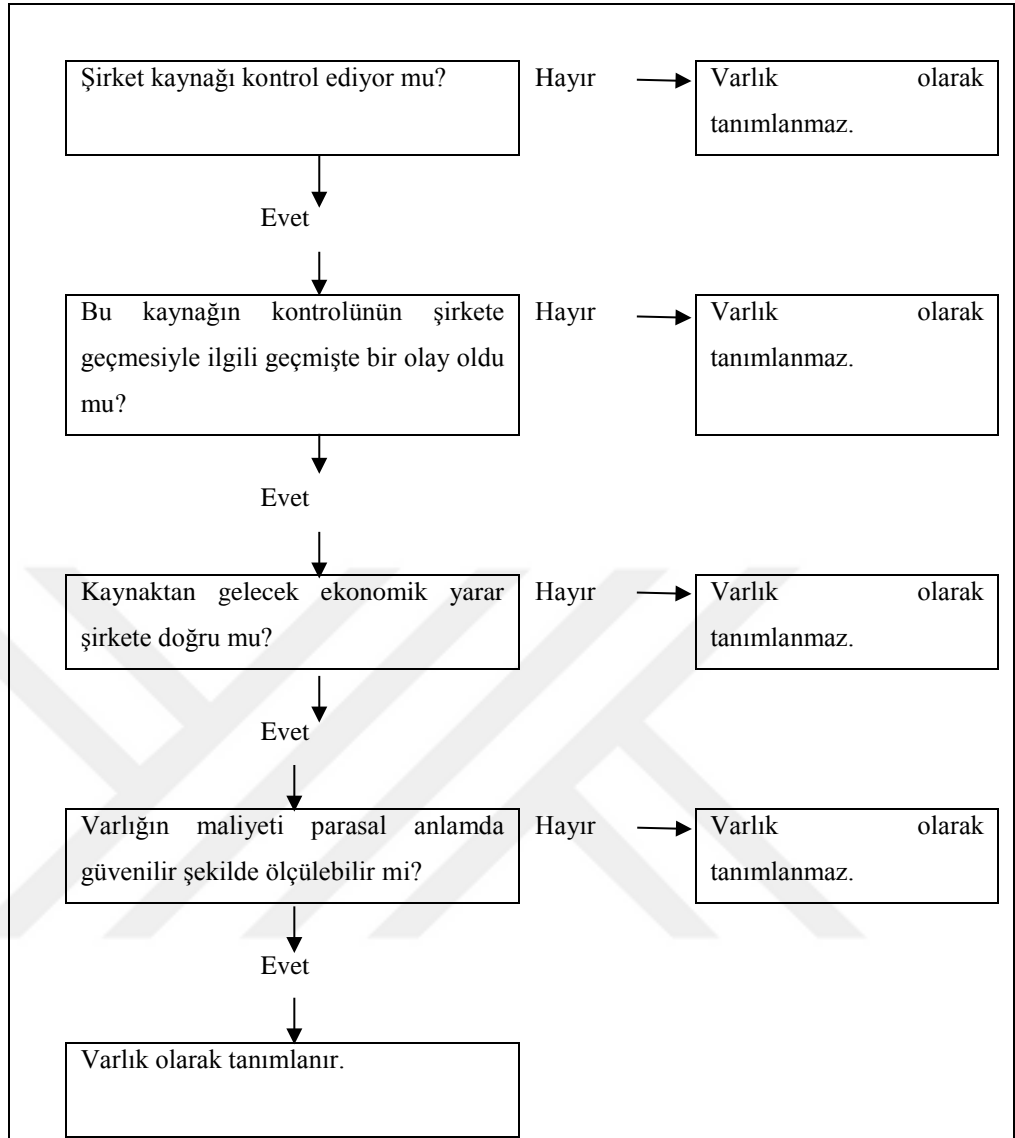 Şirket kaynağı kontrol ediyor mu?
Hayır
Varlık olarak
tanımlanmaz.
Evet
Bu kaynağın kontrolünün şirkete
geçmesiyle ilgili geçmişte bir olay oldu
mu?
Hayır
Varlık olarak
tanımlanmaz.
Evet
Kaynaktan gelecek ekonomik yarar
şirkete doğru mu?
Hayır
Varlık olarak
tanımlanmaz.
Evet
Varlığın maliyeti parasal anlamda
güvenilir şekilde ölçülebilir mi?
Hayır
Varlık olarak
tanımlanmaz.
Evet
Varlık olarak tanımlanır.